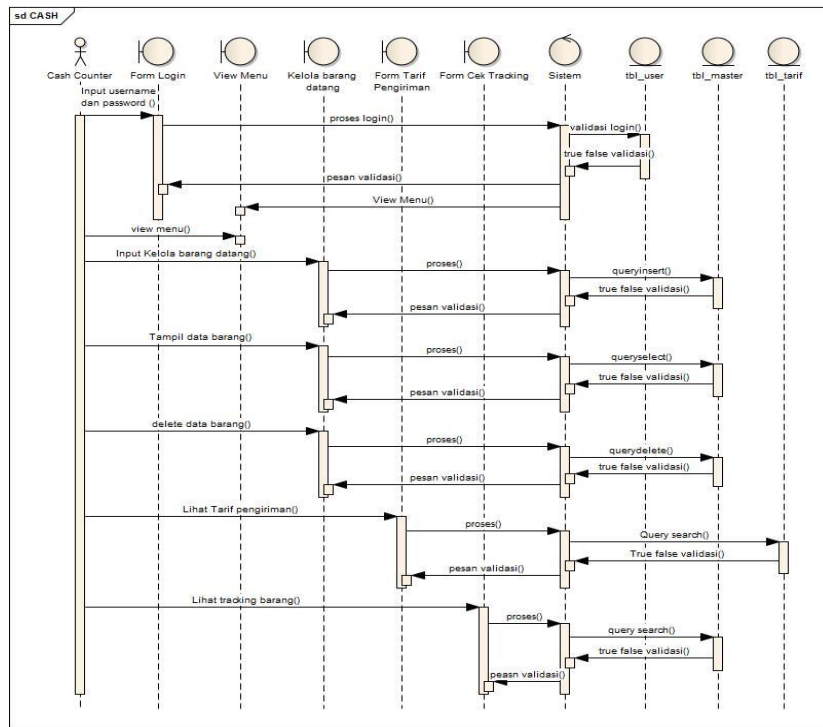 sd CASH
Cash Counter
Form Login
View Menu
Kelola barang
datang
Form Tarif
Pengiriman
Form Cek Tracking
Sistem
tbl_user
tbl_master
tbl_tarif
Input username
dan password ()
proses login()
validasi login()
true false validasi()
pesan validasi()
View Menu()
view menu()
Input Kelola barang datang()
proses()
queryinsert()
true false validasi()
pesan validasi()
Tampil data barang()
proses()
queryselect()
true false validasi()
pesan validasi()
delete data barang()
proses()
querydelete()
true false validasi()
pesan validasi()
Lihat Tarif pengiriman()
proses()
Query search()
True false validasi()
pesan validasi()
Lihat tracking barang()
proses()
query search()
true false validasi()
peasn validasi()